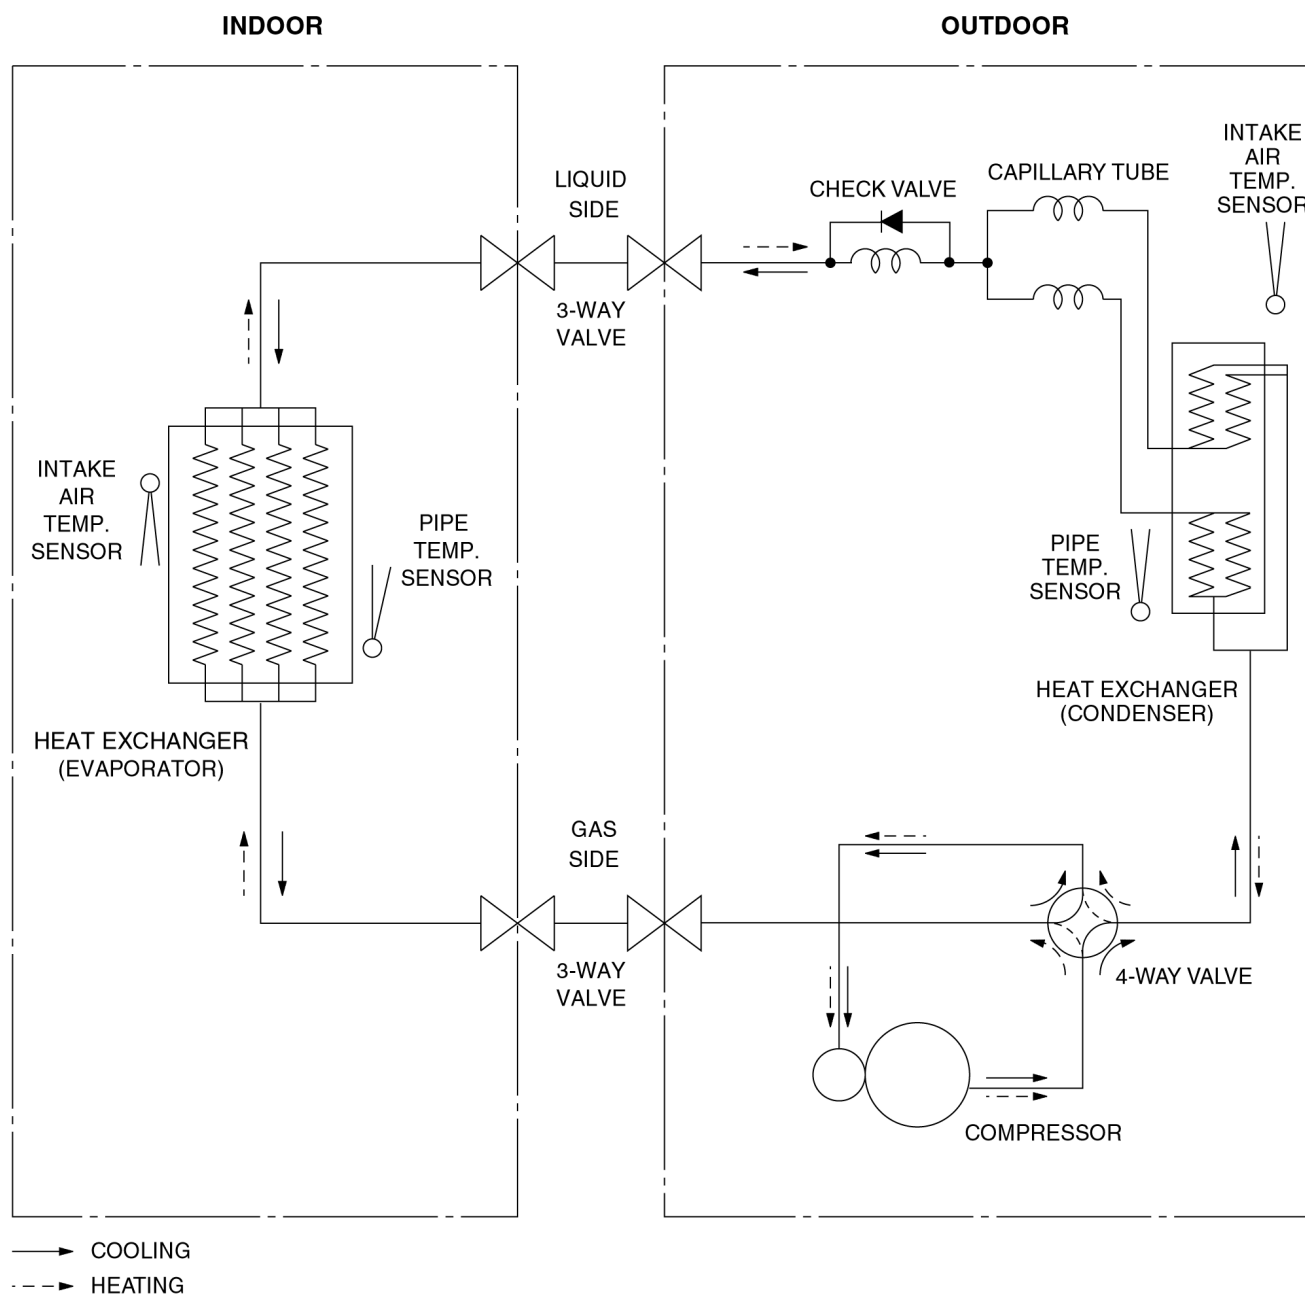 INDOOR
OUTDOOR
INTAKE
AIR
TEMP.
SENSOR
CAPILLARY TUBE
CHECK VALVE
LIQUID
SIDE
3-WAY
VALVE
INTAKE
AIR
TEMP.
SENSOR
PIPE
TEMP.
SENSOR
PIPE
TEMP.
SENSOR
HEAT EXCHANGER
(CONDENSER)
HEAT EXCHANGER
(EVAPORATOR)
GAS
SIDE
3-WAY
VALVE
4-WAY VALVE
COMPRESSOR
COOLING
HEATING